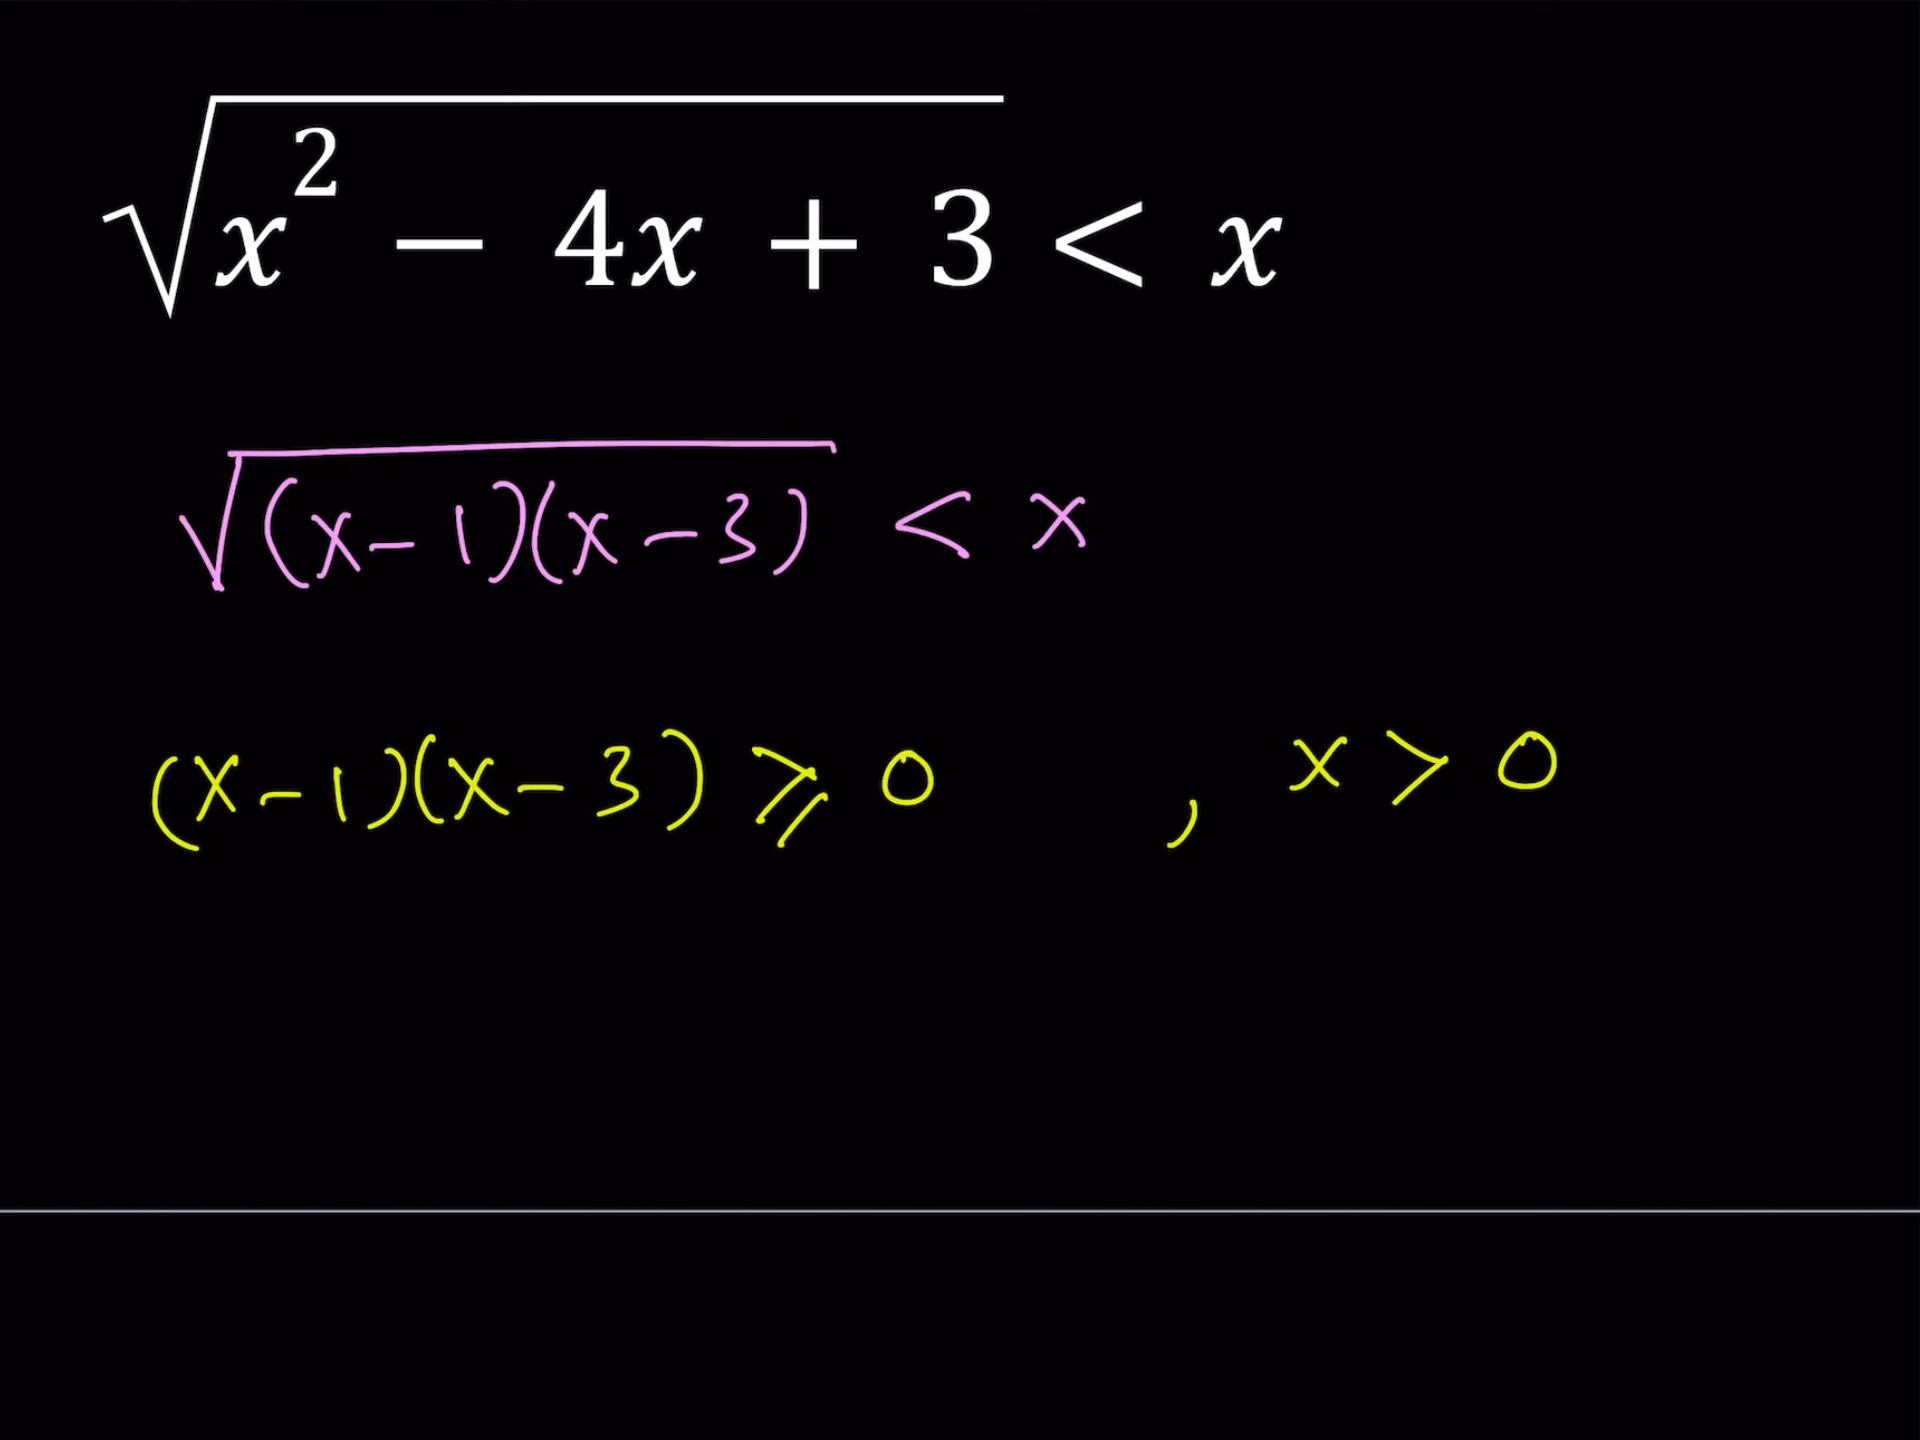 √(x² − 4x + 3) < x
√((x-1)(x-3)) < x
(x-1)(x-3) ⩾ 0 , x > 0